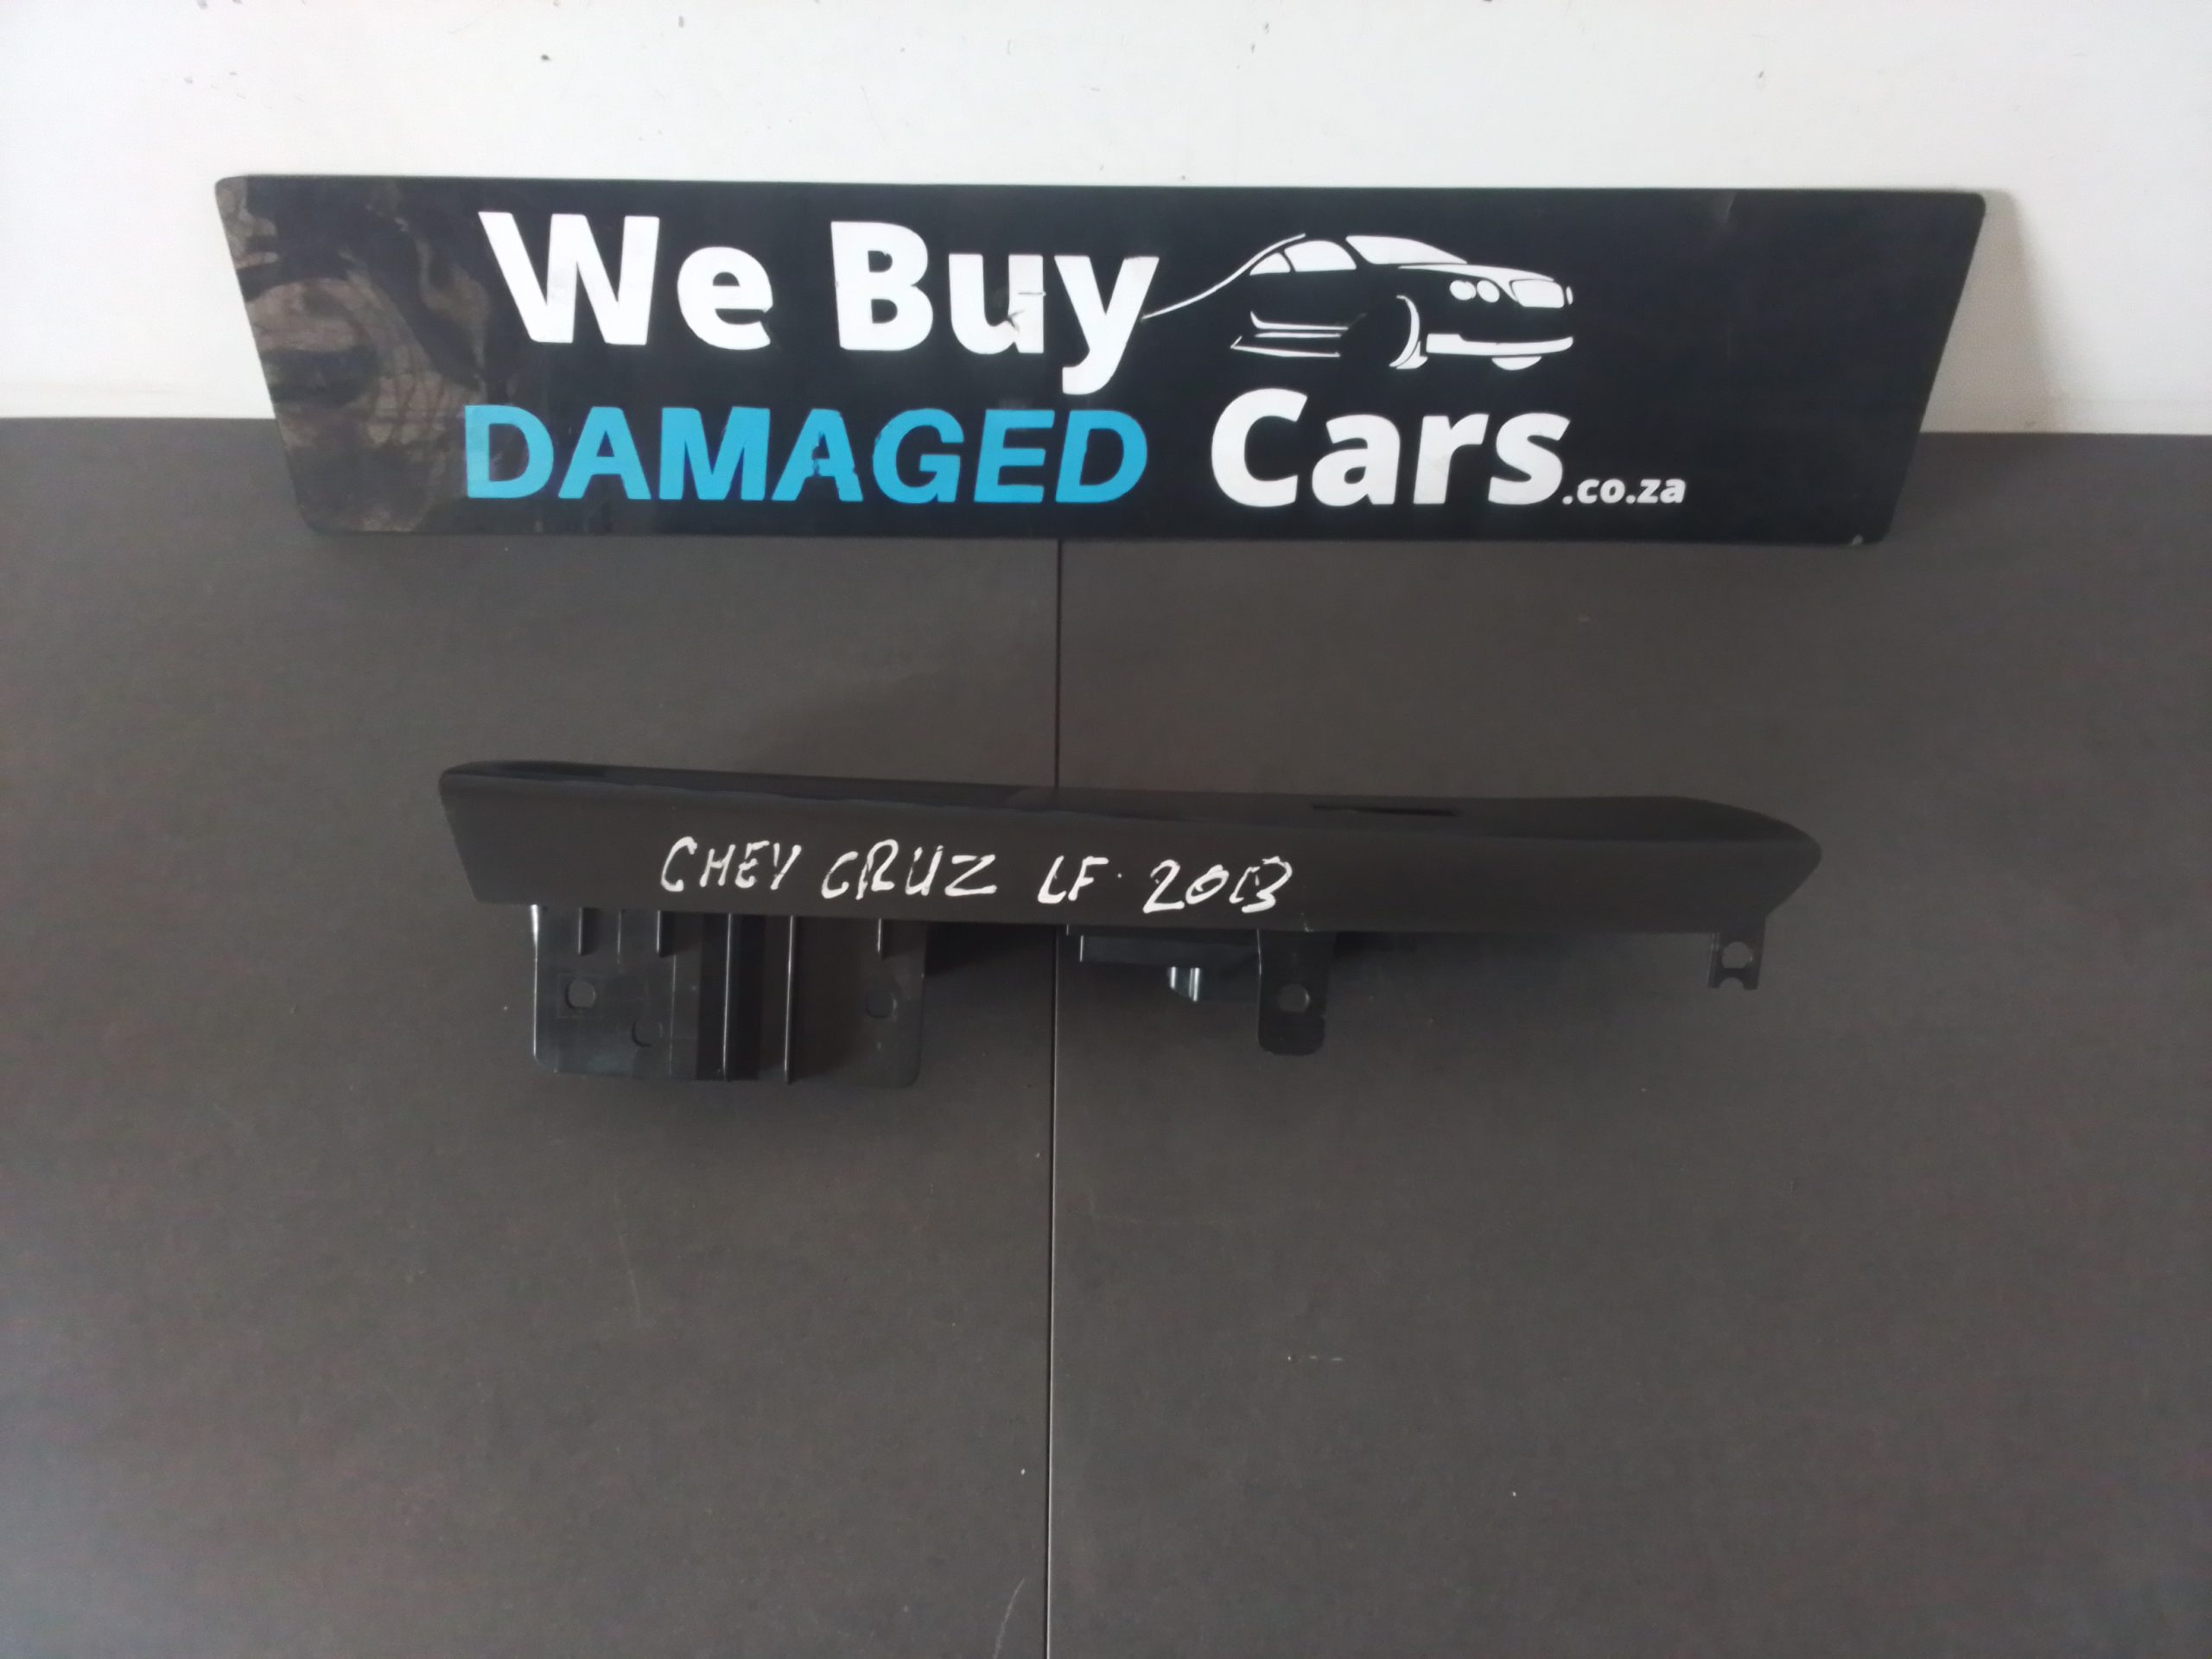 We Buy
DAMAGED Cars.co.za
CHEV CRUZ LF. 2013